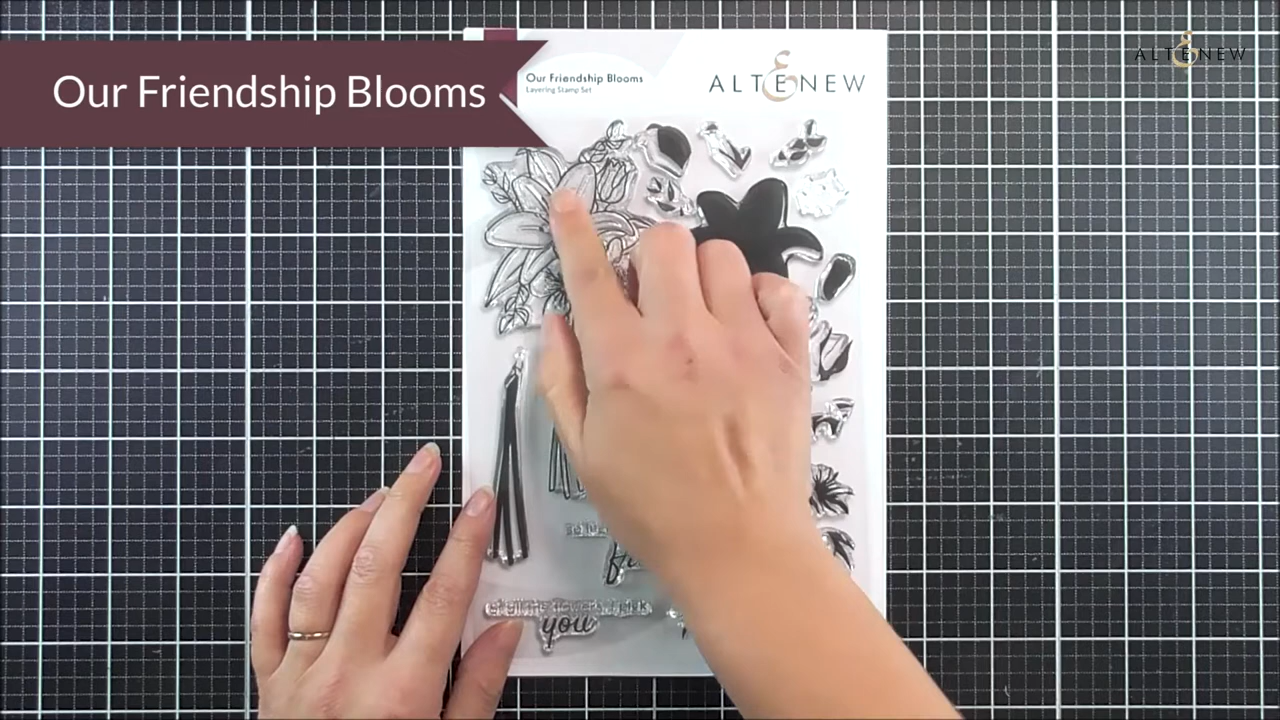 Our Friendship Blooms
Our Friendship Blooms
Layering Stamp Set
ALTENEW
ALTENEW
you